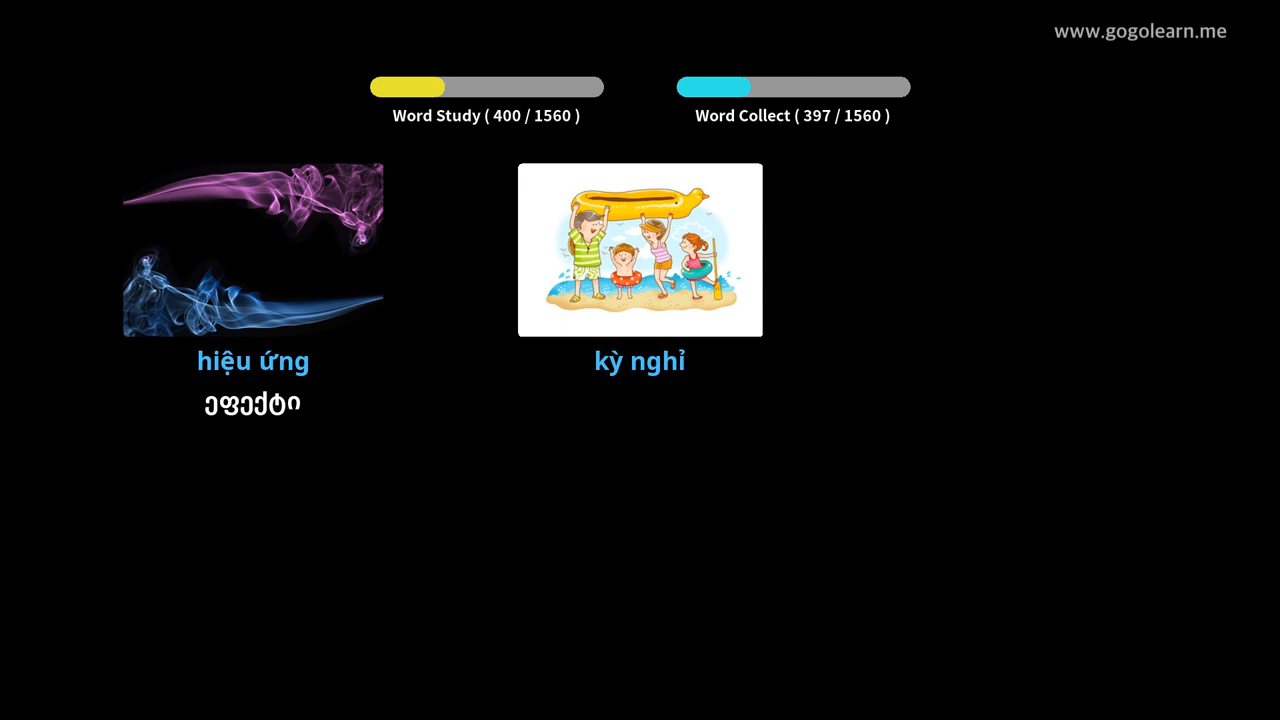 www.gogolearn.me
Word Study ( 400 / 1560 )
Word Collect ( 397 / 1560 )
hiệu ứng
kỳ nghỉ
ეფექტი